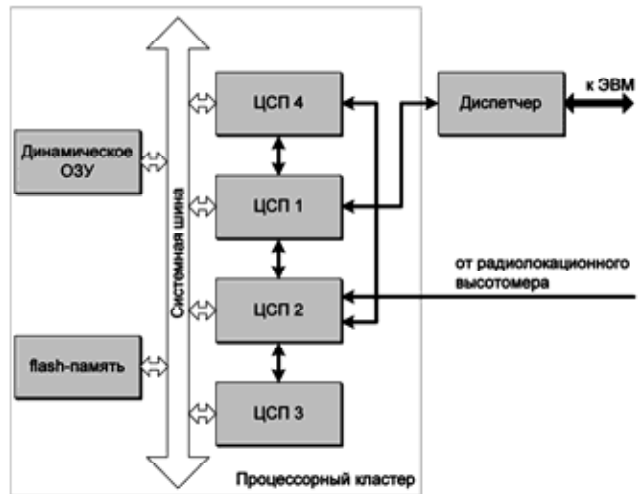 ЦСП 4
Диспетчер
к ЭВМ
Динамическое
ОЗУ
Системная шина
ЦСП 1
от радиолокационного
высотомера
ЦСП 2
flash-память
ЦСП 3
Процессорный кластер